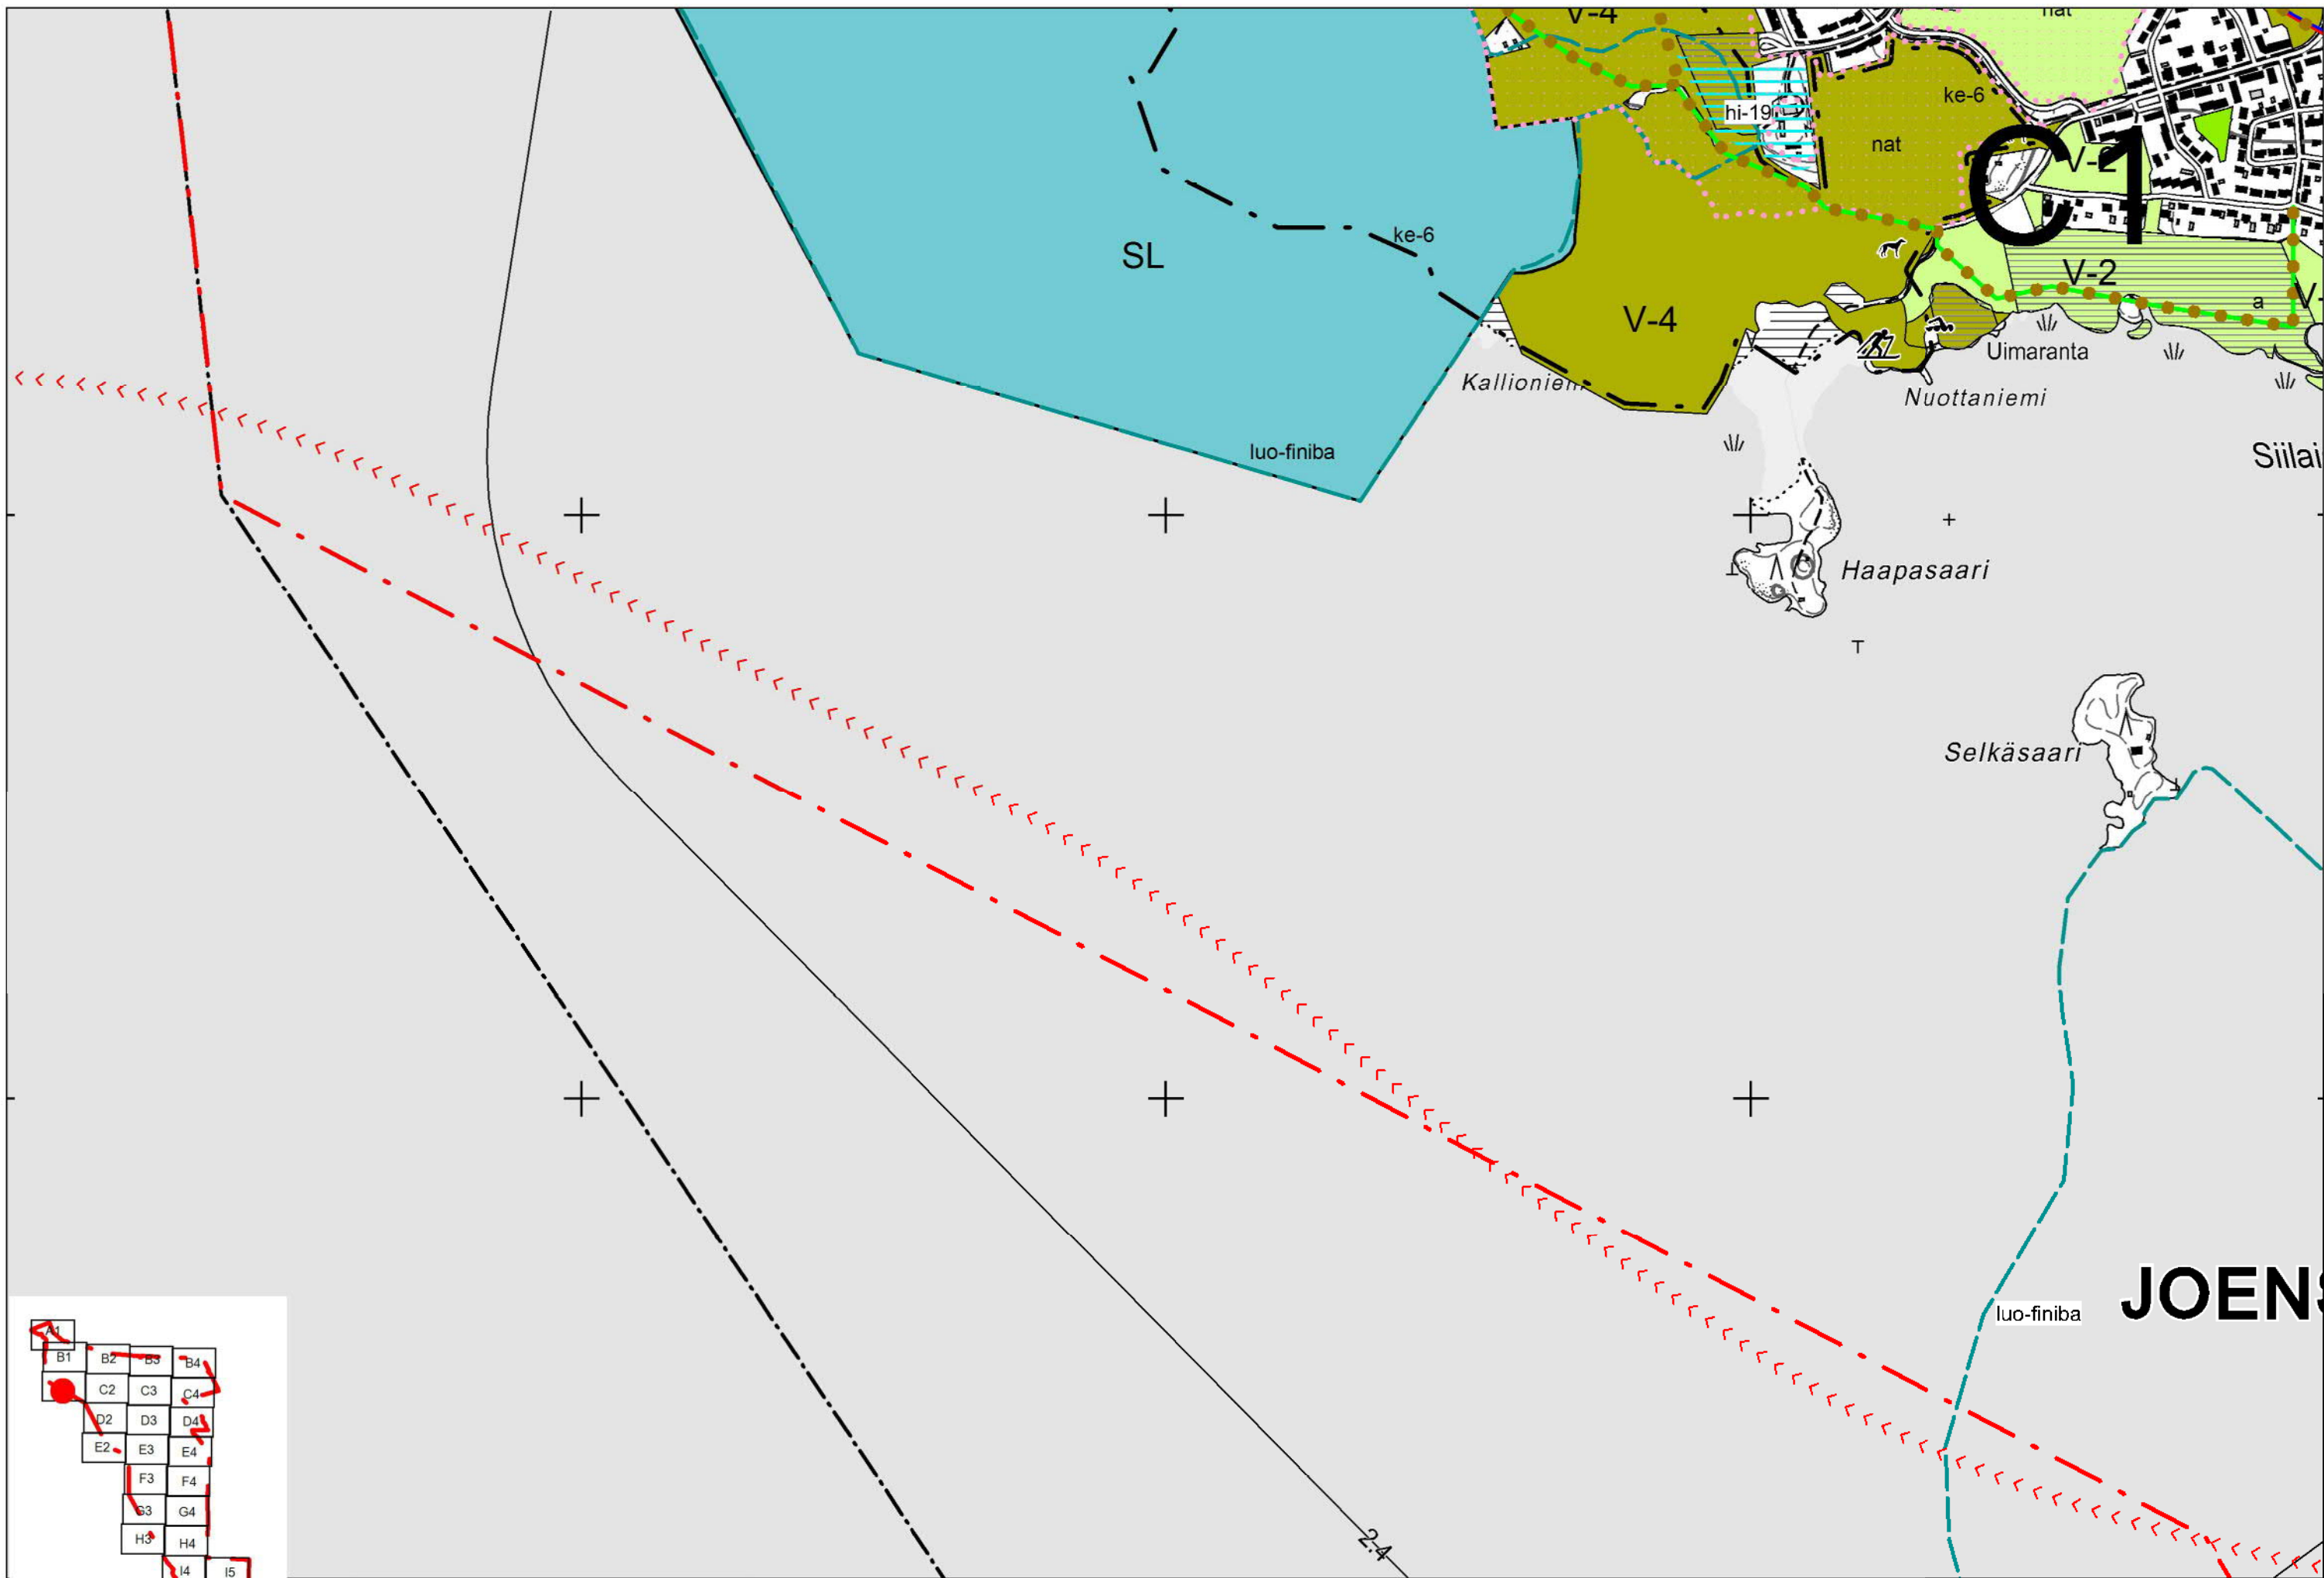 V-4
nat
ke-6
hi-19
nat
C1
V-2
ke-6
SL
V-2
a
V-
V-4
Uimaranta
Kallioniem
Nuottaniemi
luo-finiba
Siilai
Haapasaari
Selkäsaari
luo-finiba
JOENS
2.4
A1
B1 B2 B3 B4
C2 C3 C4
D2 D3 D4
E2 E3 E4
F3 F4
G3 G4
H3 H4
I4 I5